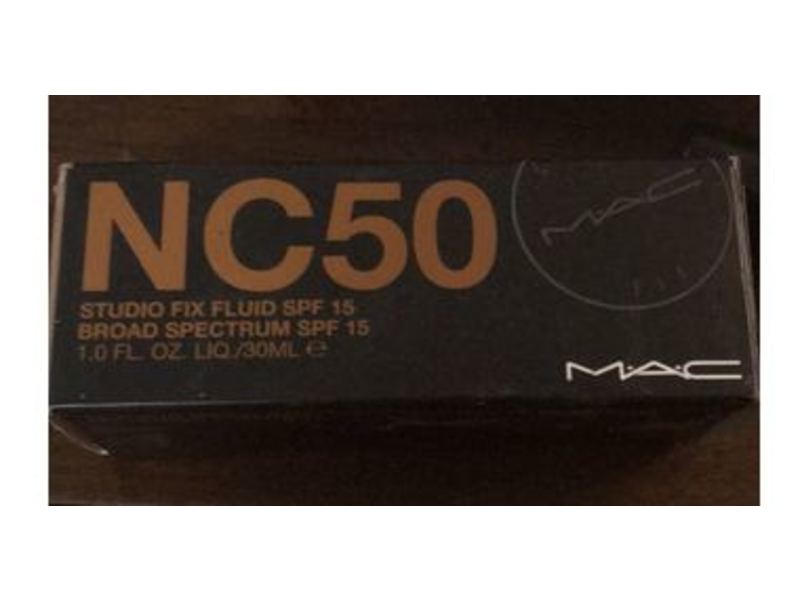 NC50
STUDIO FIX FLUID SPF 15
BROAD SPECTRUM SPF 15
1.0 FL. OZ. LIQ./30ML ℮
M·A·C
M·A·C